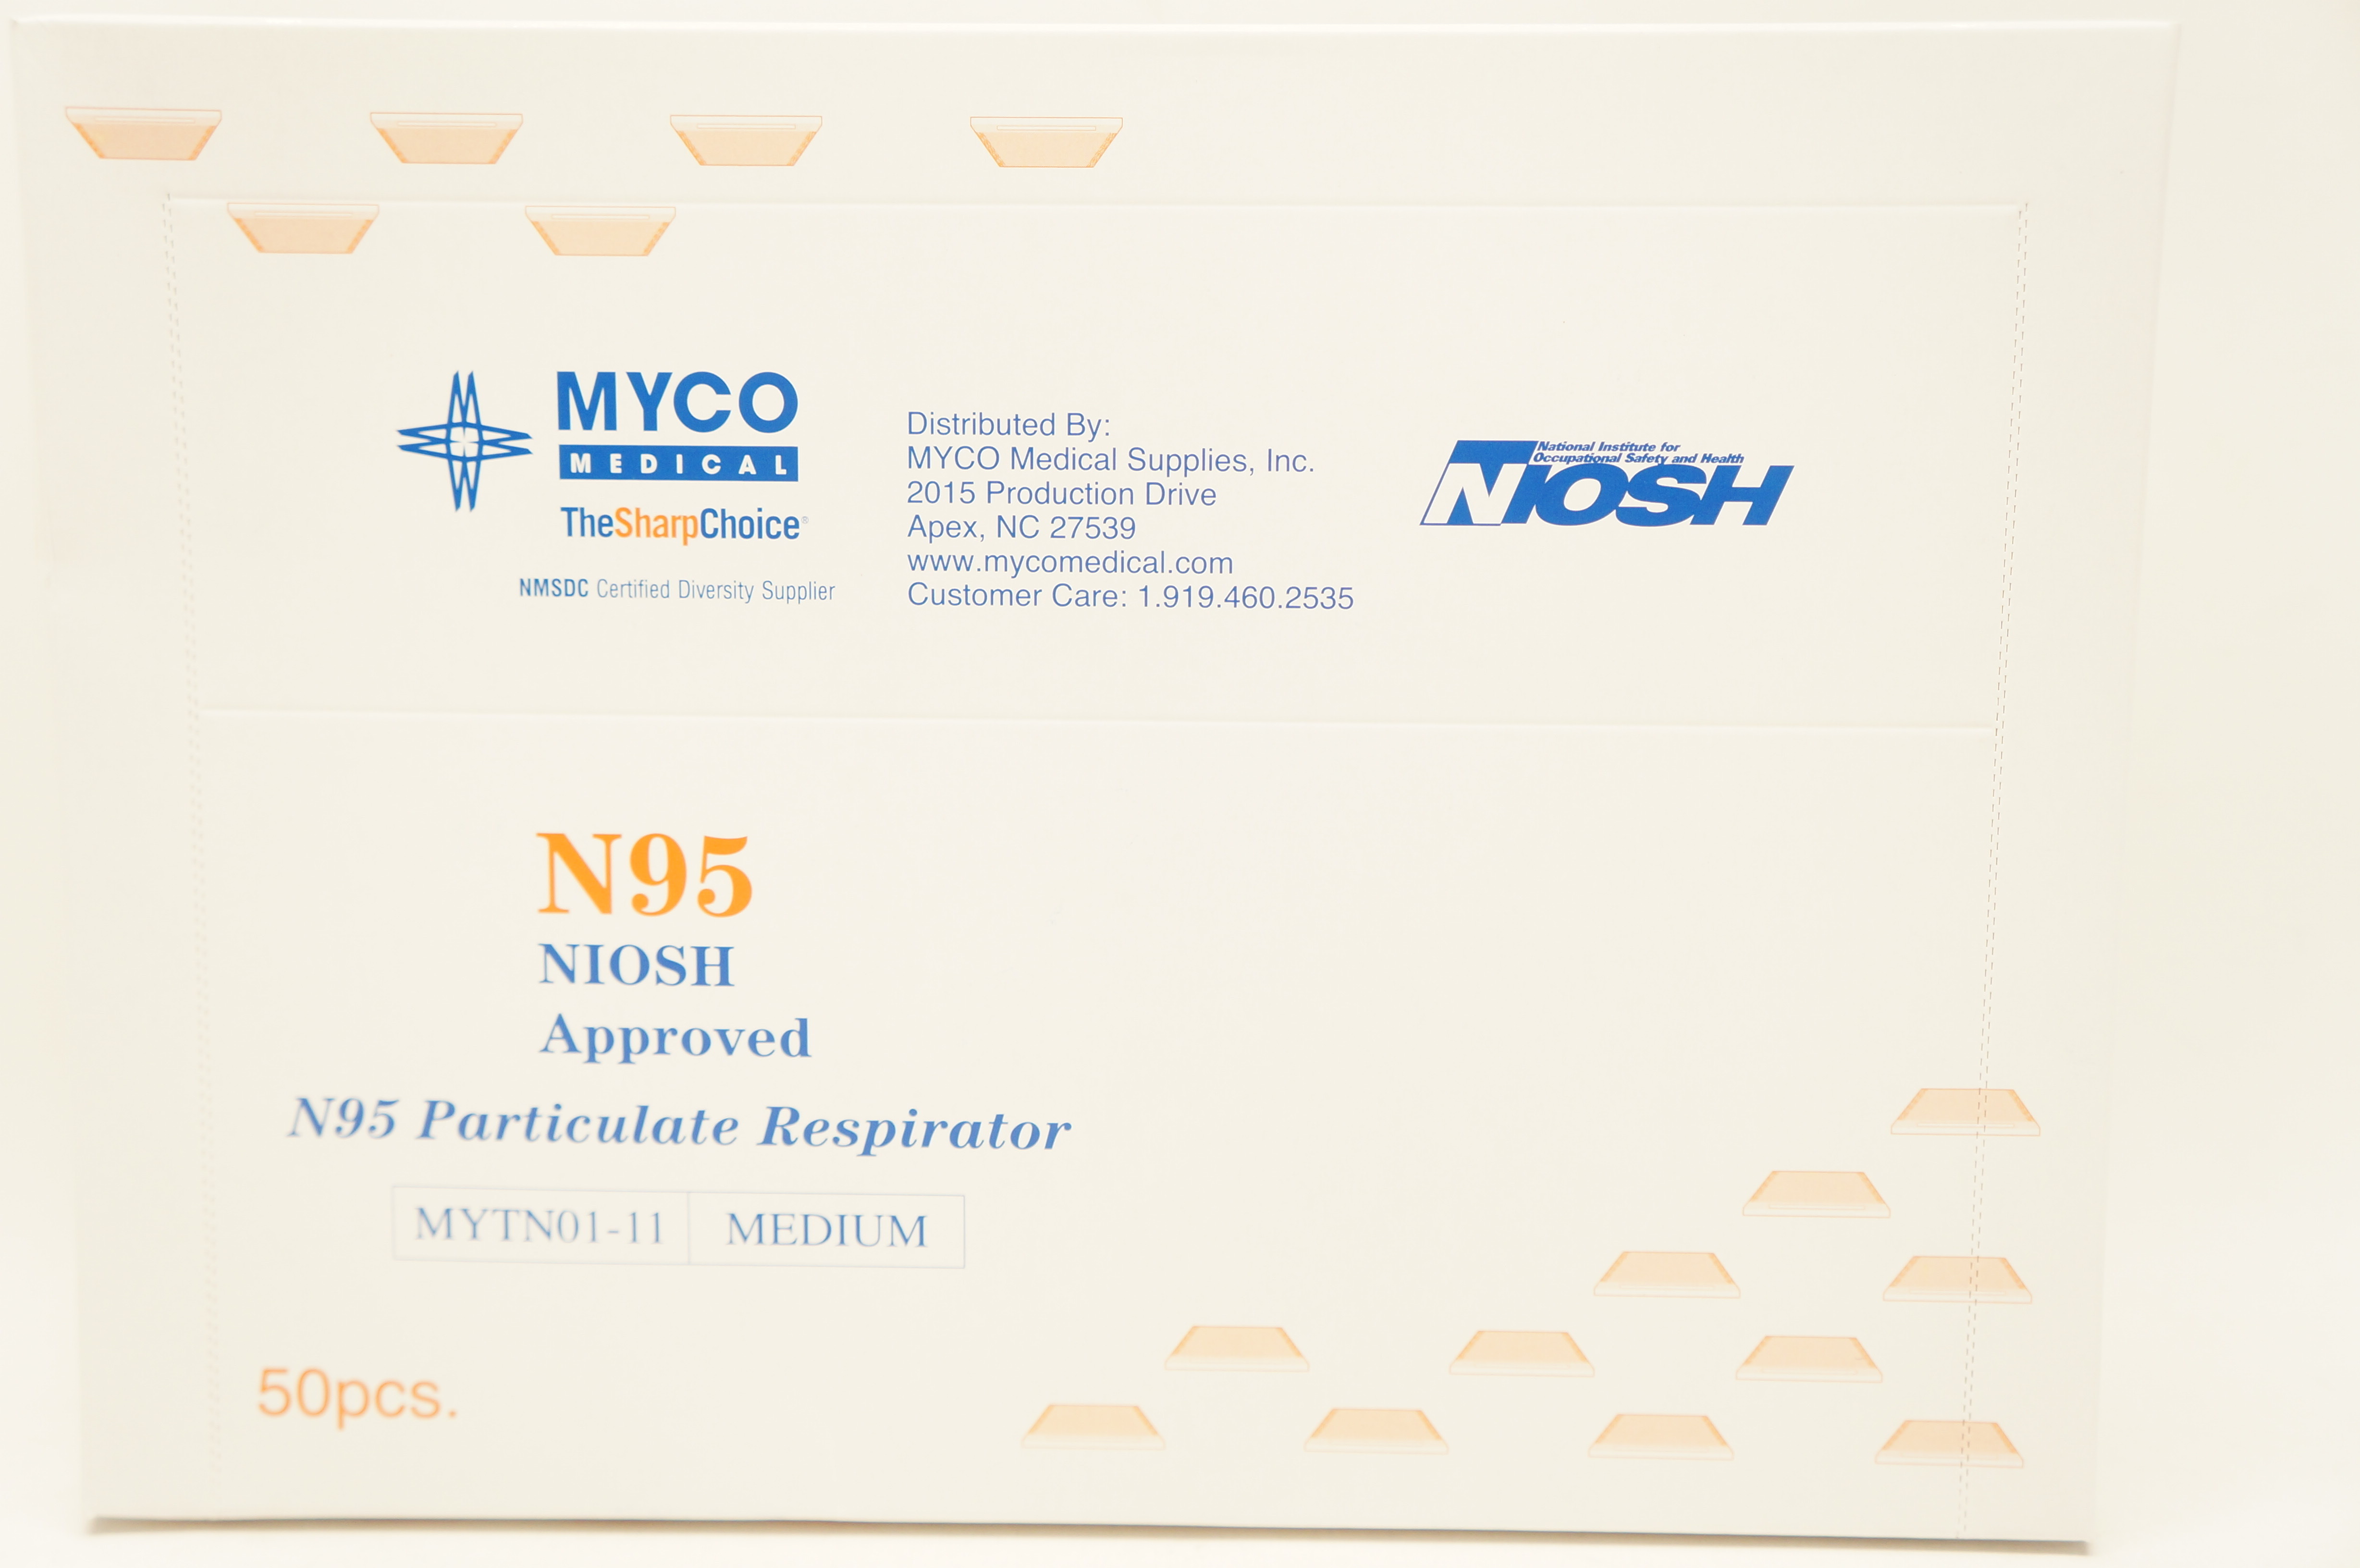 MYCO
MEDICAL
TheSharpChoice®
NMSDC Certified Diversity Supplier
Distributed By:
MYCO Medical Supplies, Inc.
2015 Production Drive
Apex, NC 27539
www.mycomedical.com
Customer Care: 1.919.460.2535
National Institute for
Occupational Safety and Health
NIOSH
N95
NIOSH
Approved
N95 Particulate Respirator
MYTN01-11 MEDIUM
50pcs.